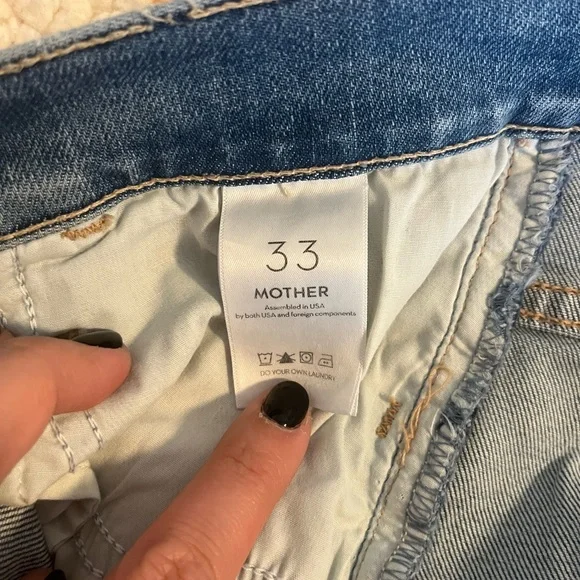 33
MOTHER
Assembled in USA
by both USA and foreign components
DO YOUR OWN LAUNDRY